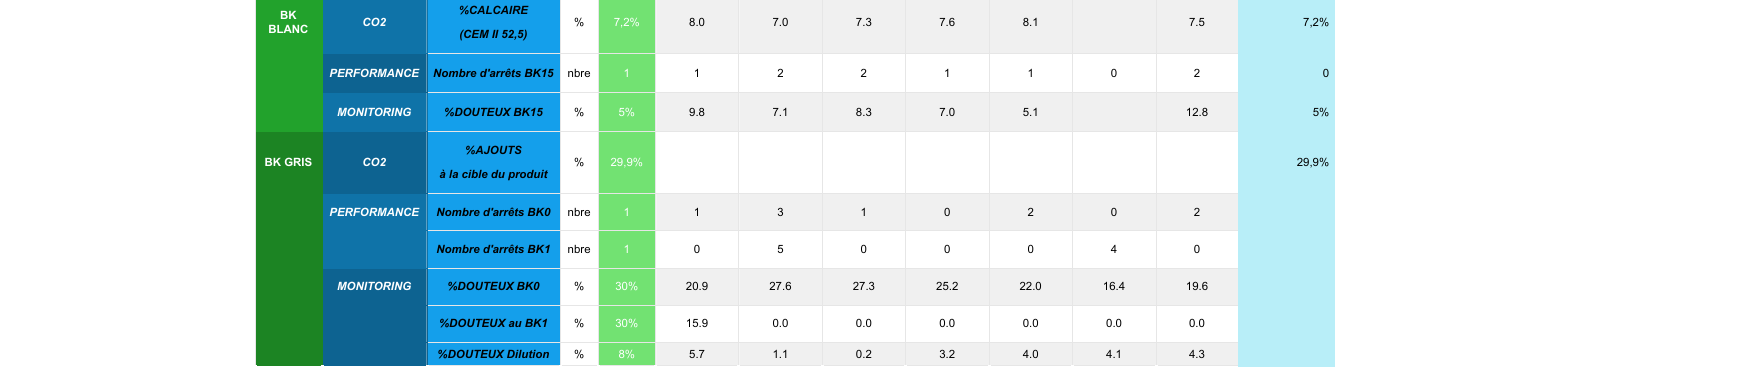 BK BLANC CO2 %CALCAIRE (CEM II 52,5) % 7,2% 8.0 7.0 7.3 7.6 8.1 7.5 7,2%
PERFORMANCE Nombre d'arrêts BK15 nbre 1 1 2 2 1 1 0 2 0
MONITORING %DOUTEUX BK15 % 5% 9.8 7.1 8.3 7.0 5.1 12.8 5%
BK GRIS CO2 %AJOUTS à la cible du produit % 29,9% 29,9%
PERFORMANCE Nombre d'arrêts BK0 nbre 1 1 3 1 0 2 0 2
Nombre d'arrêts BK1 nbre 1 0 5 0 0 0 4 0
MONITORING %DOUTEUX BK0 % 30% 20.9 27.6 27.3 25.2 22.0 16.4 19.6
%DOUTEUX au BK1 % 30% 15.9 0.0 0.0 0.0 0.0 0.0 0.0
%DOUTEUX Dilution % 8% 5.7 1.1 0.2 3.2 4.0 4.1 4.3